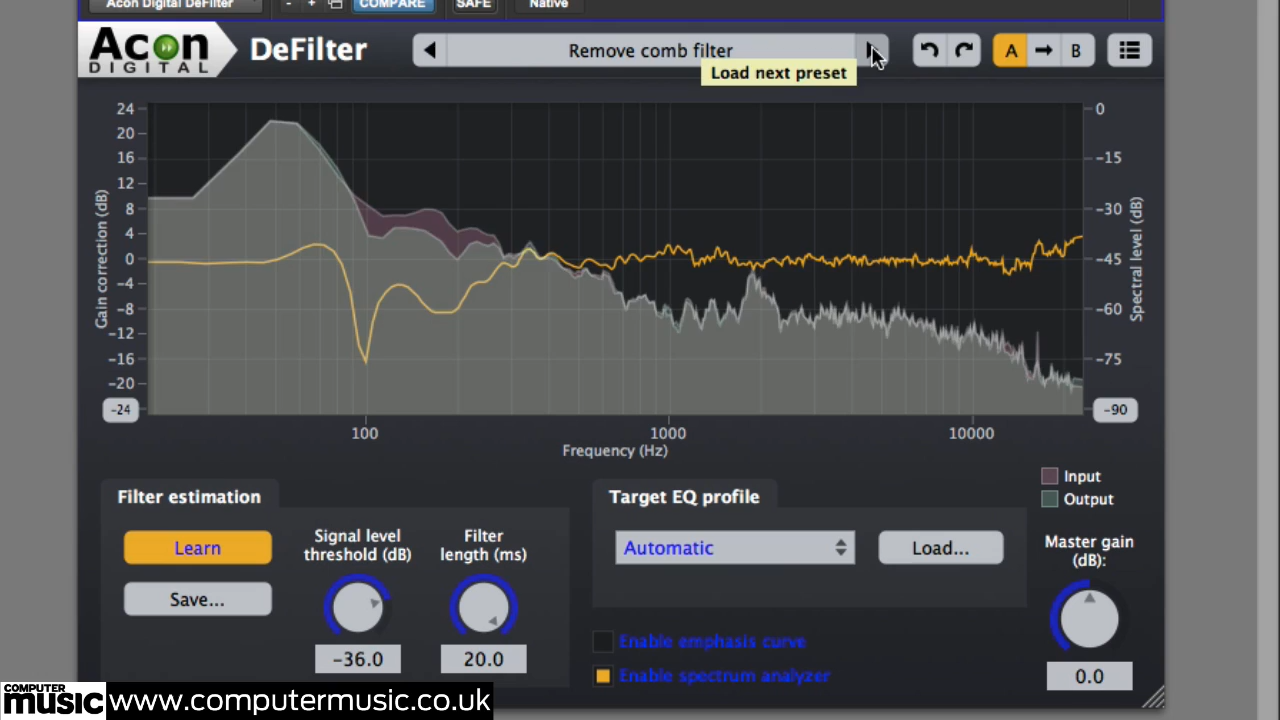 Acon Digital DeFilter
- + COMPARE SAFE Native
Acon DIGITAL
DeFilter
Remove comb filter
A B
Load next preset
24
20
16
12
8
4
0
-4
-8
-12
-16
-20
-24
Gain correction (dB)
0
-15
-30
-45
-60
-75
-90
Spectral level (dB)
100 1000 10000
Frequency (Hz)
Input
Output
Filter estimation
Learn
Save...
Signal level
threshold (dB)
-36.0
Filter
length (ms)
20.0
Target EQ profile
Automatic
Load...
Enable emphasis curve
Enable spectrum analyzer
Master gain
(dB):
0.0
COMPUTER
music
www.computermusic.co.uk